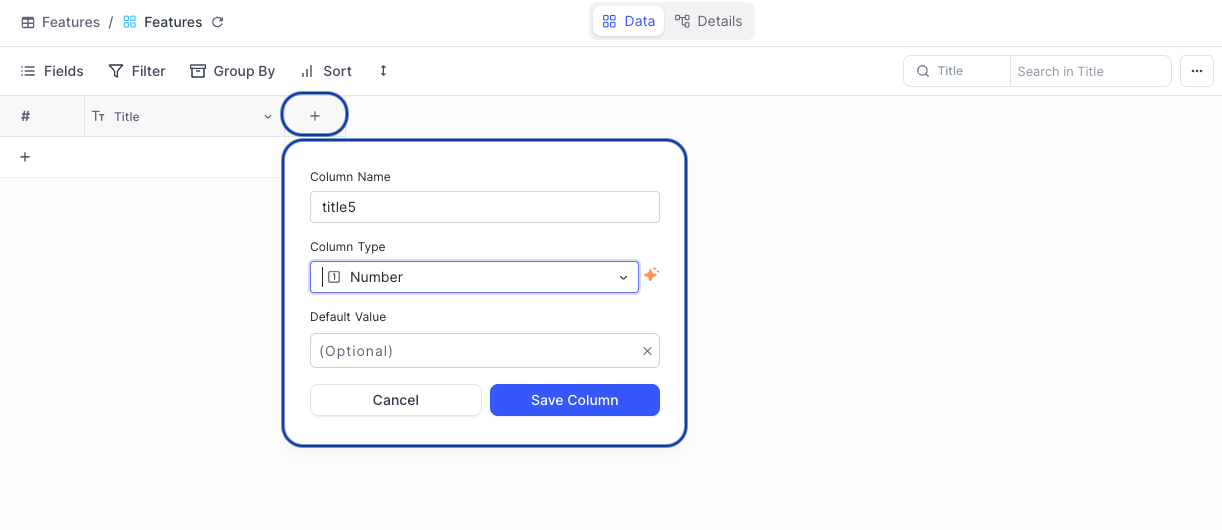 Features / Features
Data Details
Fields Filter Group By Sort
Title Search in Title
# Title
Column Name
title5
Column Type
1 Number
Default Value
(Optional)
Cancel Save Column